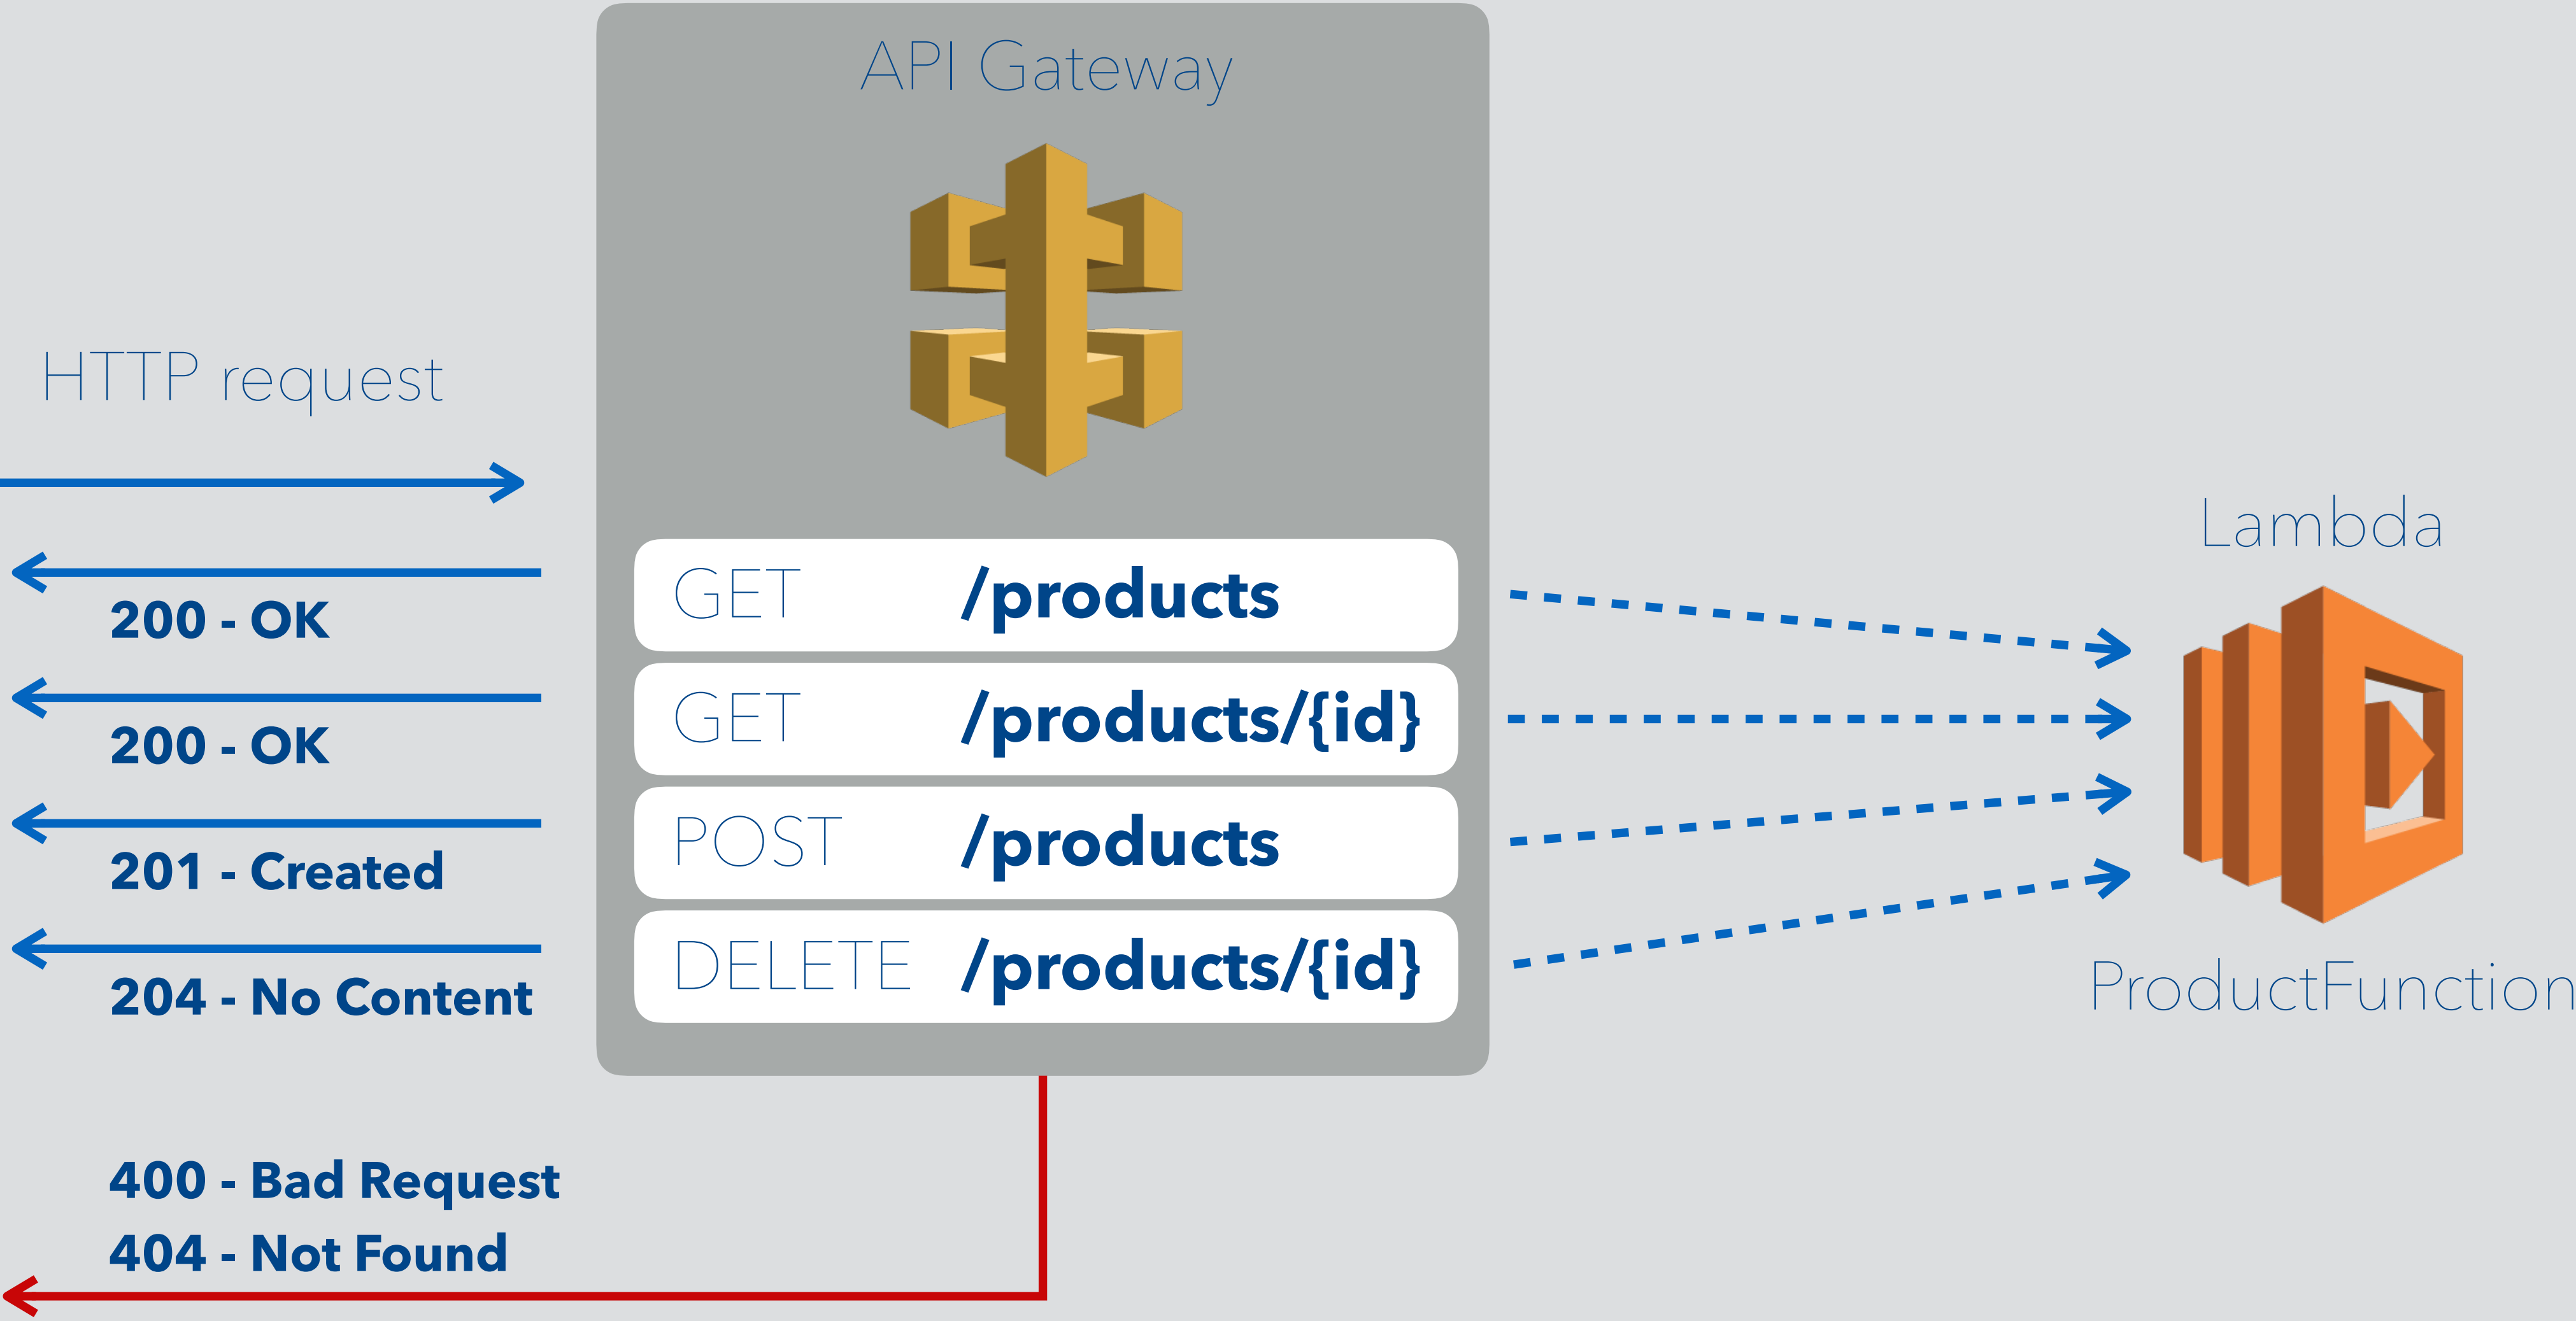 API Gateway
HTTP request
200 - OK
200 - OK
201 - Created
204 - No Content
GET /products
GET /products/{id}
POST /products
DELETE /products/{id}
Lambda
ProductFunction
400 - Bad Request
404 - Not Found